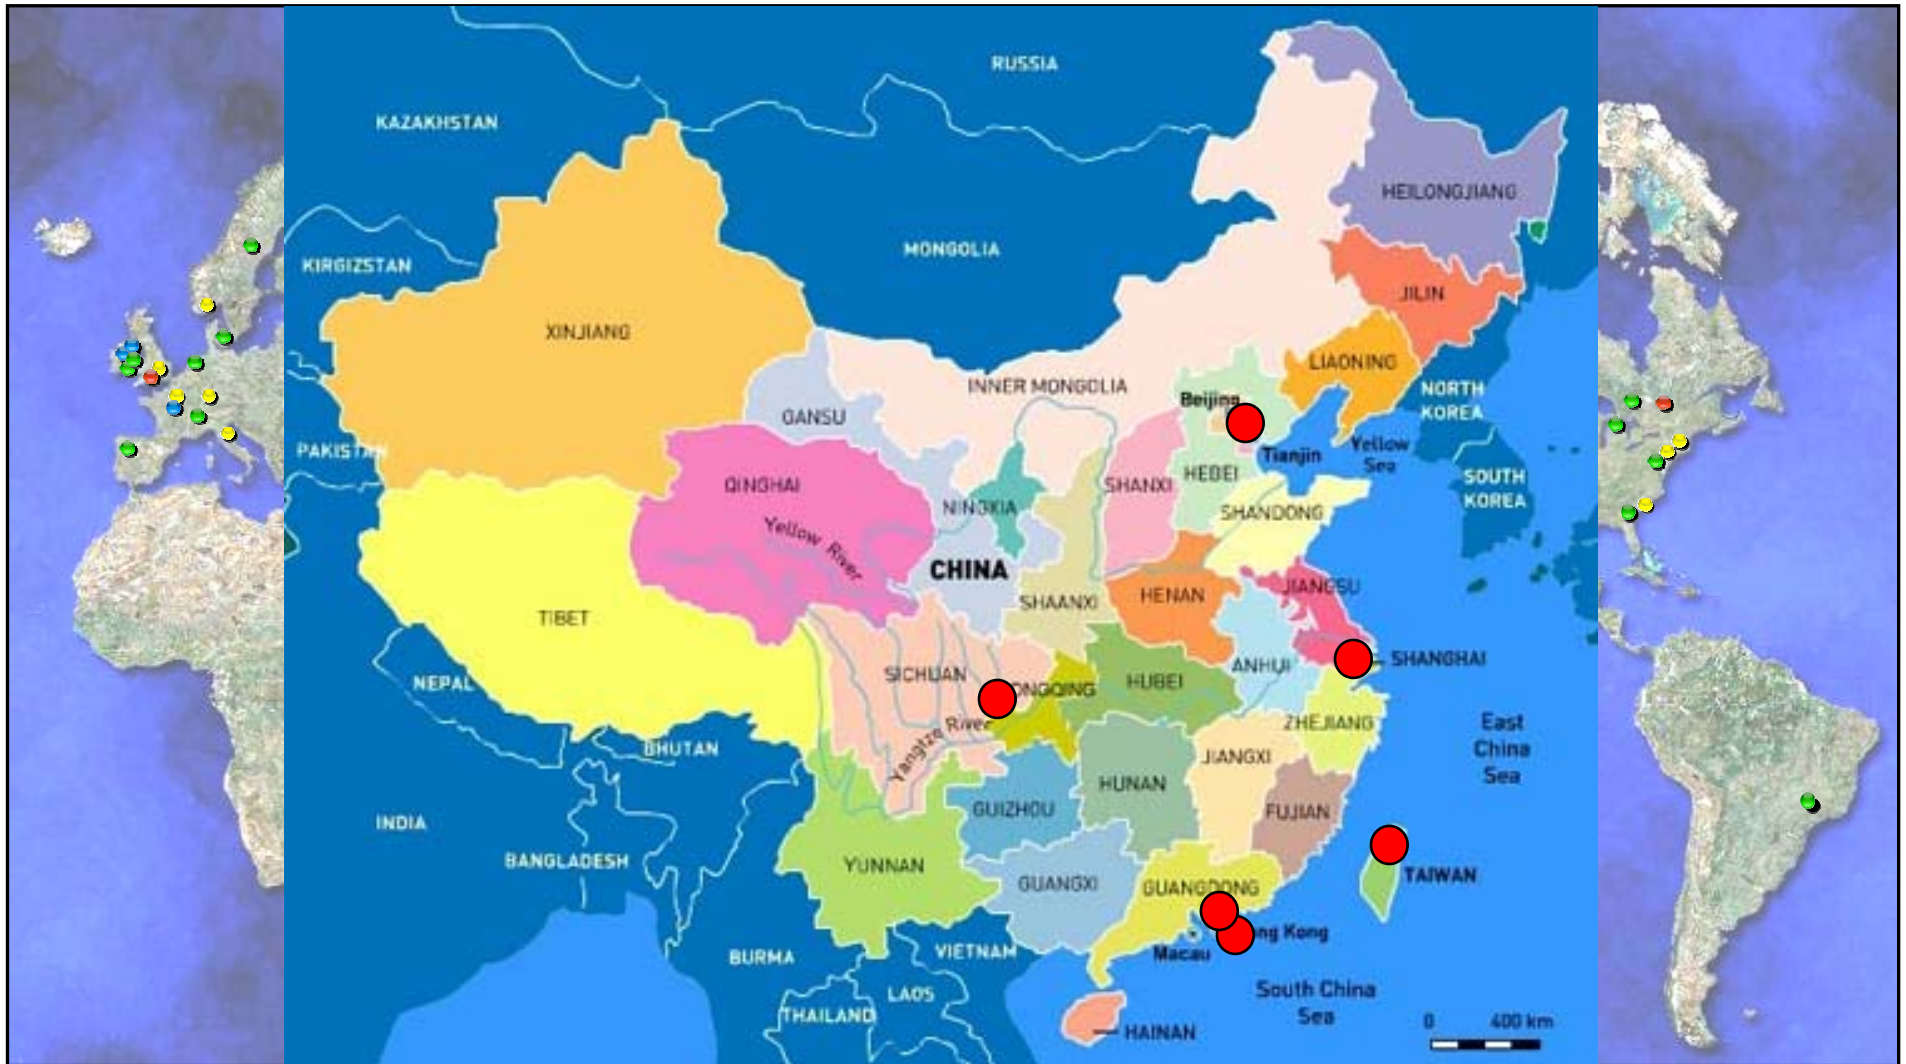 RUSSIA
KAZAKHSTAN
HEILONGJIANG
MONGOLIA
KIRGIZSTAN
JILIN
XINJIANG
LIAONING
INNER MONGOLIA
NORTH
KOREA
Beijing
GANSU
PAKISTAN
Tianjin
Yellow
Sea
HEBEI
SOUTH
KOREA
QINGHAI
SHANXI
NINGXIA
SHANDONG
Yellow River
CHINA
JIANGSU
HENAN
SHAANXI
TIBET
SHANGHAI
ANHUI
SICHUAN
NEPAL
HUBEI
ONGQING
Yangtze River
ZHEJIANG
East
China
Sea
BHUTAN
JIANGXI
HUNAN
GUIZHOU
FUJIAN
INDIA
BANGLADESH
YUNNAN
TAIWAN
GUANGXI
GUANGDONG
ong Kong
Macau
VIETNAM
BURMA
LAOS
South China
Sea
THAILAND
HAINAN
0 400 km